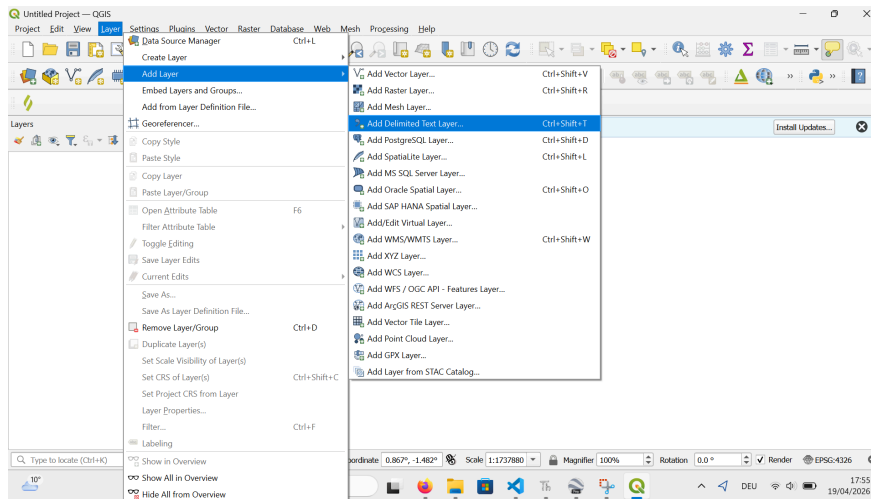 Untitled Project — QGIS
Project Edit View Layer Settings Plugins Vector Raster Database Web Mesh Processing Help
Data Source Manager Ctrl+L
Create Layer
Add Layer
Embed Layers and Groups...
Add from Layer Definition File...
Georeferencer...
Copy Style
Paste Style
Copy Layer
Paste Layer/Group
Open Attribute Table F6
Filter Attribute Table
Toggle Editing
Save Layer Edits
Current Edits
Save As...
Save As Layer Definition File...
Remove Layer/Group Ctrl+D
Duplicate Layer(s)
Set Scale Visibility of Layer(s)
Set CRS of Layer(s) Ctrl+Shift+C
Set Project CRS from Layer
Layer Properties...
Filter... Ctrl+F
Labeling
Show in Overview
Show All in Overview
Hide All from Overview
Add Vector Layer... Ctrl+Shift+V
Add Raster Layer... Ctrl+Shift+R
Add Mesh Layer...
Add Delimited Text Layer... Ctrl+Shift+T
Add PostgreSQL Layer... Ctrl+Shift+D
Add SpatiaLite Layer... Ctrl+Shift+L
Add MS SQL Server Layer...
Add Oracle Spatial Layer... Ctrl+Shift+O
Add SAP HANA Spatial Layer...
Add/Edit Virtual Layer...
Add WMS/WMTS Layer... Ctrl+Shift+W
Add XYZ Layer...
Add WCS Layer...
Add WFS / OGC API - Features Layer...
Add ArcGIS REST Server Layer...
Add Vector Tile Layer...
Add Point Cloud Layer...
Add GPX Layer...
Add Layer from STAC Catalog...
Layers
Install Updates...
Type to locate (Ctrl+K)
oordinate 0.867°, -1.482° Scale 1:1737880 Magnifier 100% Rotation 0.0° Render EPSG:4326
10°
DEU
17:55
19/04/2026